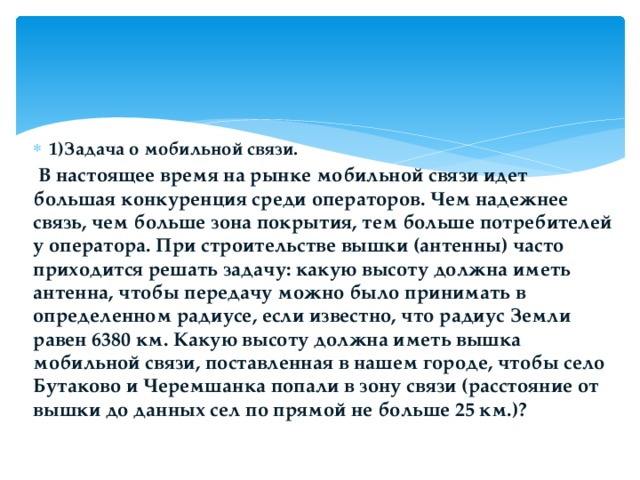 * 1)Задача о мобильной связи.
В настоящее время на рынке мобильной связи идет
большая конкуренция среди операторов. Чем надежнее
связь, чем больше зона покрытия, тем больше потребителей
у оператора. При строительстве вышки (антенны) часто
приходится решать задачу: какую высоту должна иметь
антенна, чтобы передачу можно было принимать в
определенном радиусе, если известно, что радиус Земли
равен 6380 км. Какую высоту должна иметь вышка
мобильной связи, поставленная в нашем городе, чтобы село
Бутаково и Черемшанка попали в зону связи (расстояние от
вышки до данных сел по прямой не больше 25 км.)?